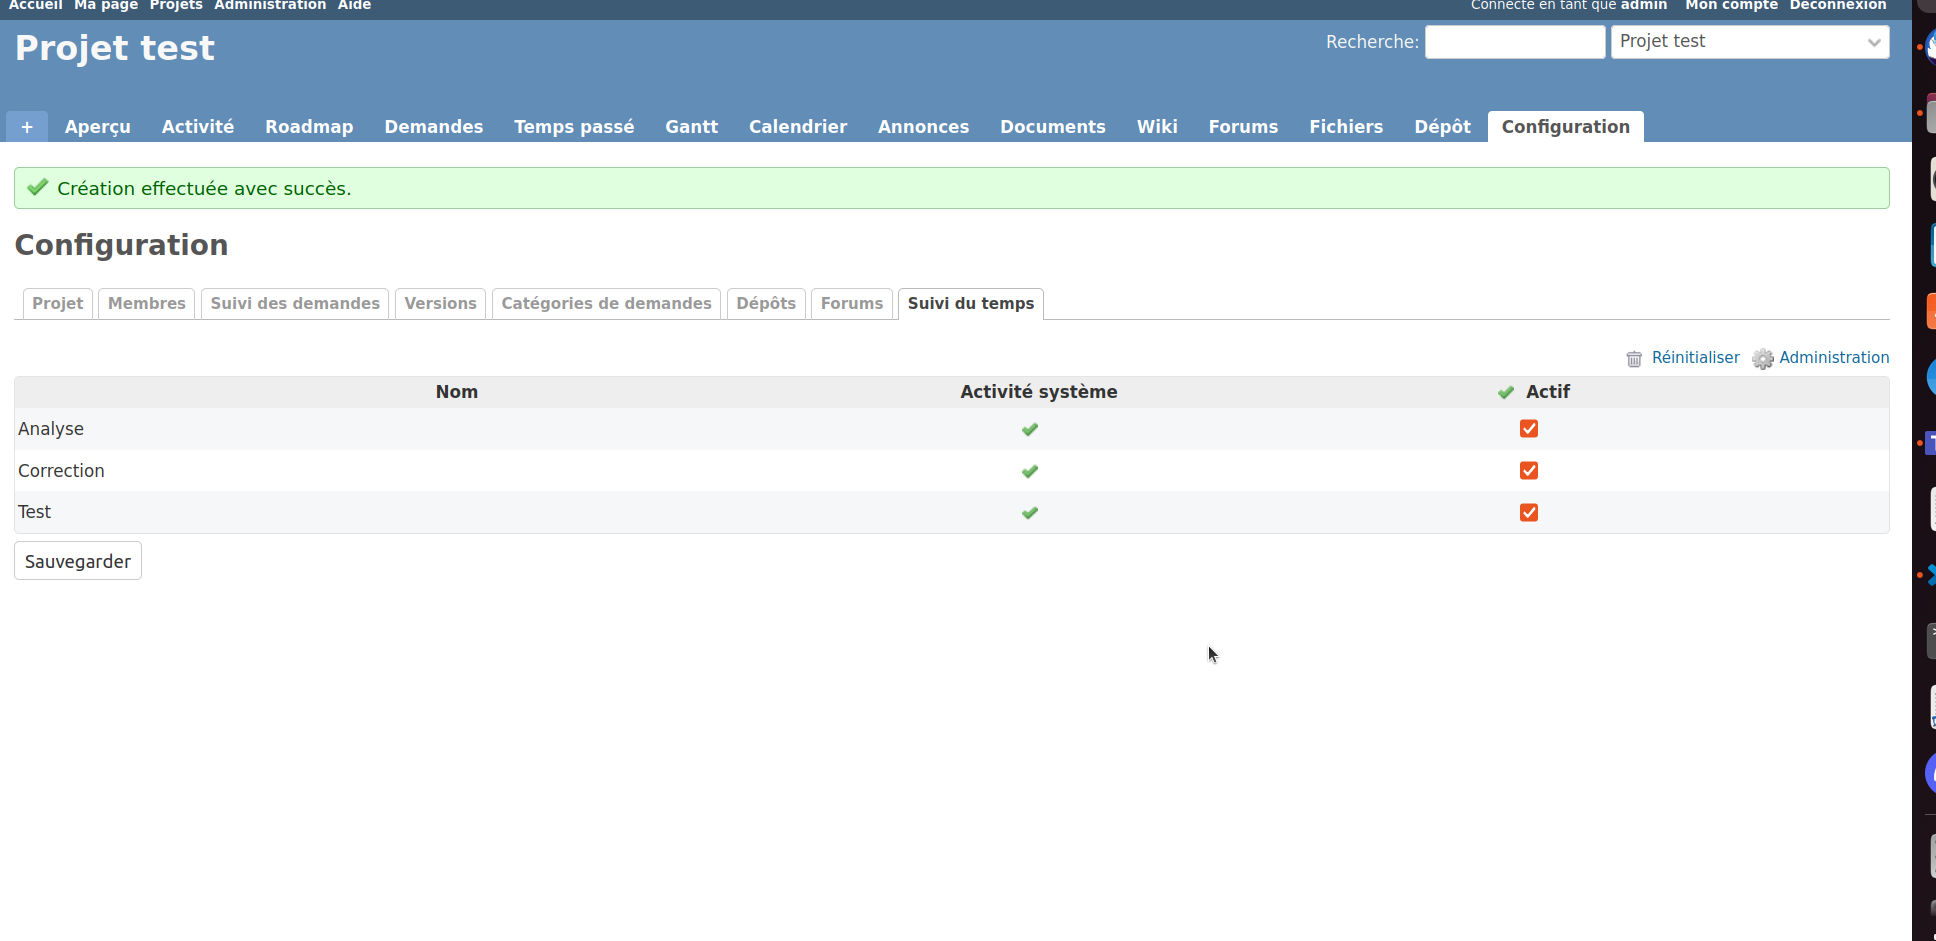 Accueil Ma page Projets Administration Aide Connecté en tant que admin Mon compte Déconnexion
Projet test Recherche: Projet test
+ Aperçu Activité Roadmap Demandes Temps passé Gantt Calendrier Annonces Documents Wiki Forums Fichiers Dépôt Configuration
Création effectuée avec succès.
Configuration
Projet Membres Suivi des demandes Versions Catégories de demandes Dépôts Forums Suivi du temps
Réinitialiser Administration
Nom Activité système Actif
Analyse
Correction
Test
Sauvegarder